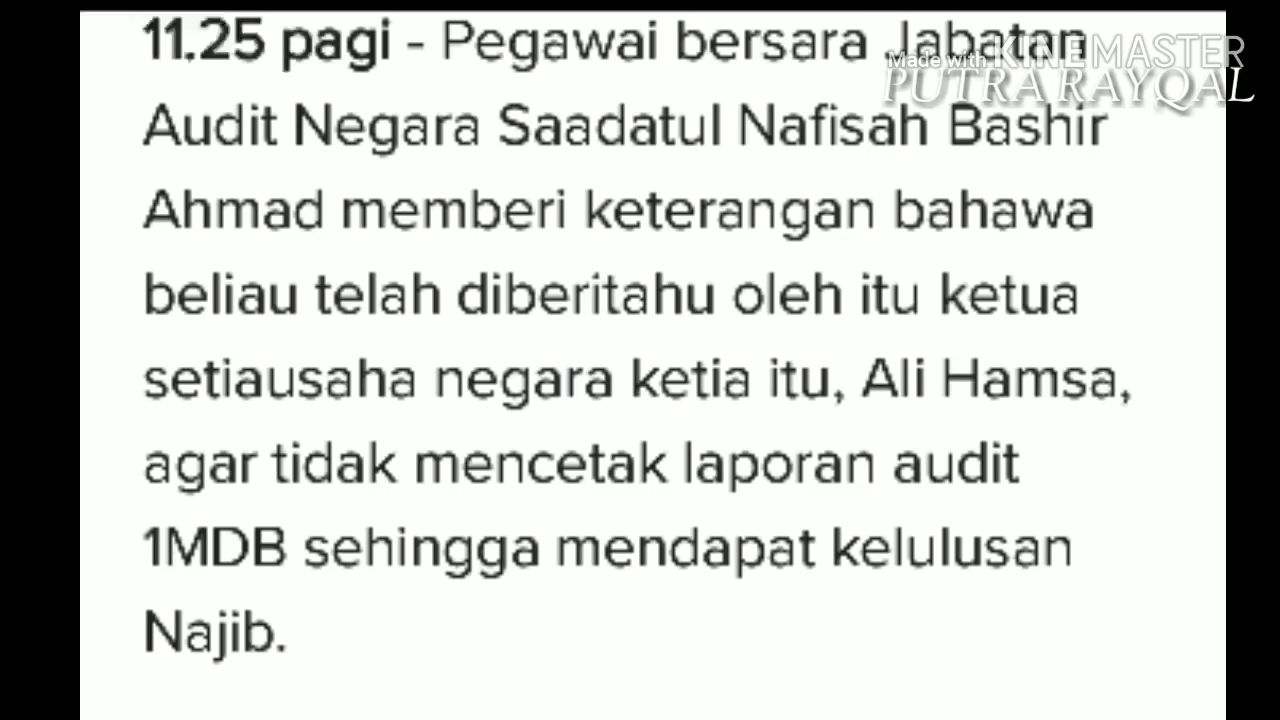 11.25 pagi - Pegawai bersara Jabatan
Made with KINEMASTER
PUTRA RAYQAL
Audit Negara Saadatul Nafisah Bashir
Ahmad memberi keterangan bahawa
beliau telah diberitahu oleh itu ketua
setiausaha negara ketia itu, Ali Hamsa,
agar tidak mencetak laporan audit
1MDB sehingga mendapat kelulusan
Najib.